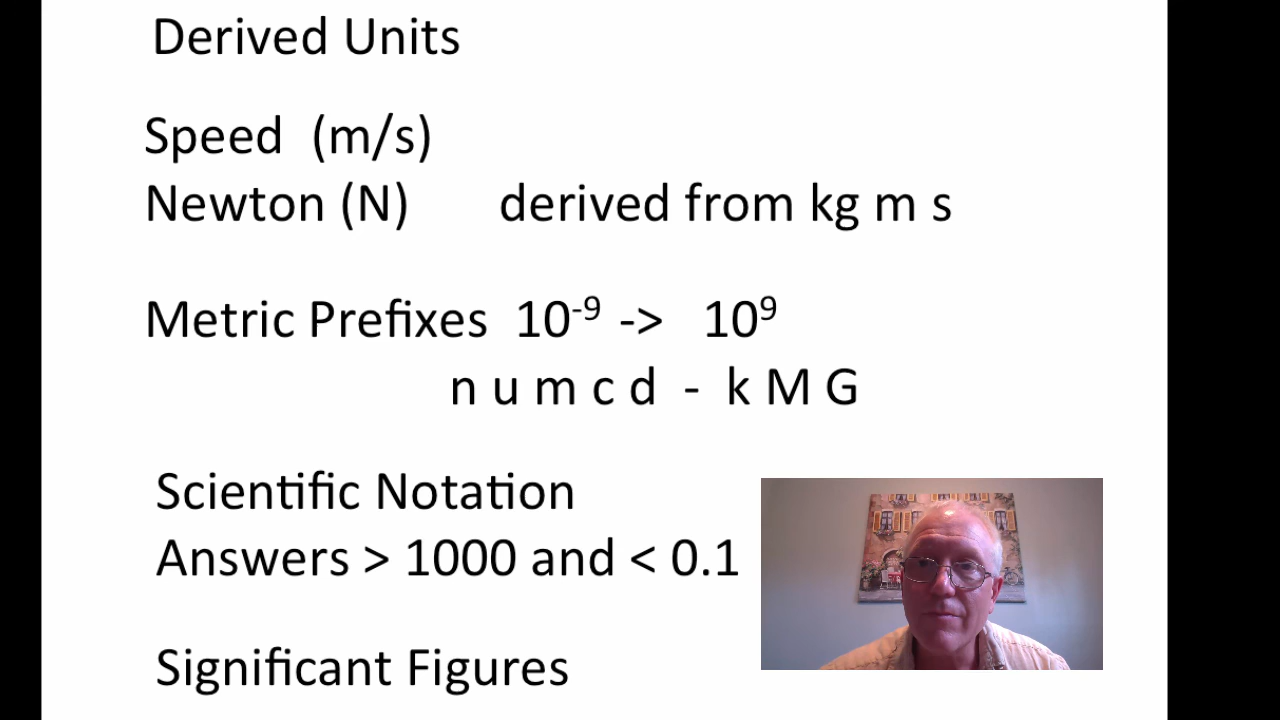 Derived Units
Speed (m/s)
Newton (N) derived from kg m s
Metric Prefixes 10⁻⁹ -> 10⁹
n u m c d - k M G
Scientific Notation
Answers > 1000 and < 0.1
Significant Figures